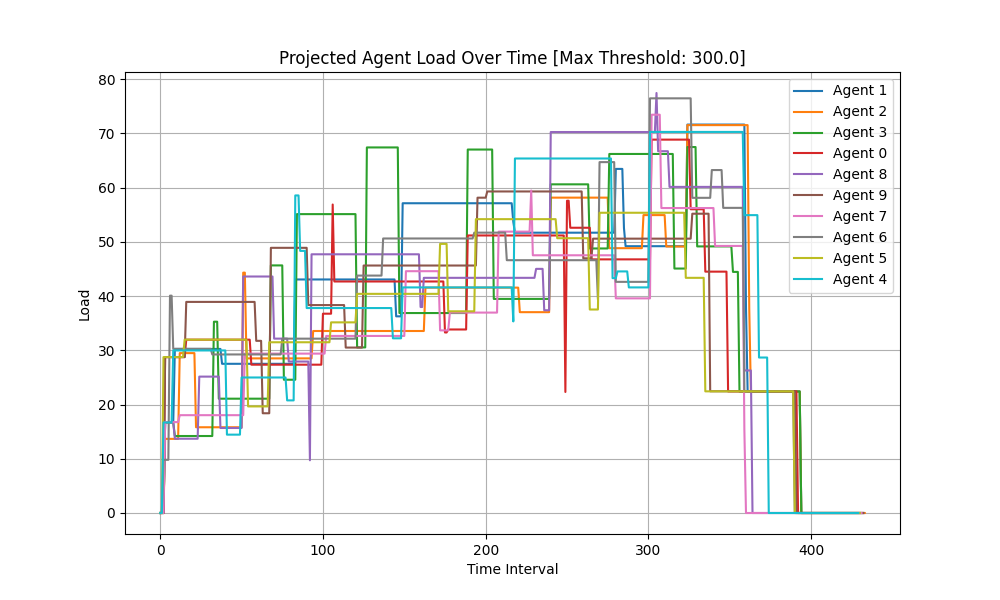 Projected Agent Load Over Time [Max Threshold: 300.0]
Load
80
70
60
50
40
30
20
10
0
0 100 200 300 400
Time Interval
Agent 1
Agent 2
Agent 3
Agent 0
Agent 8
Agent 9
Agent 7
Agent 6
Agent 5
Agent 4